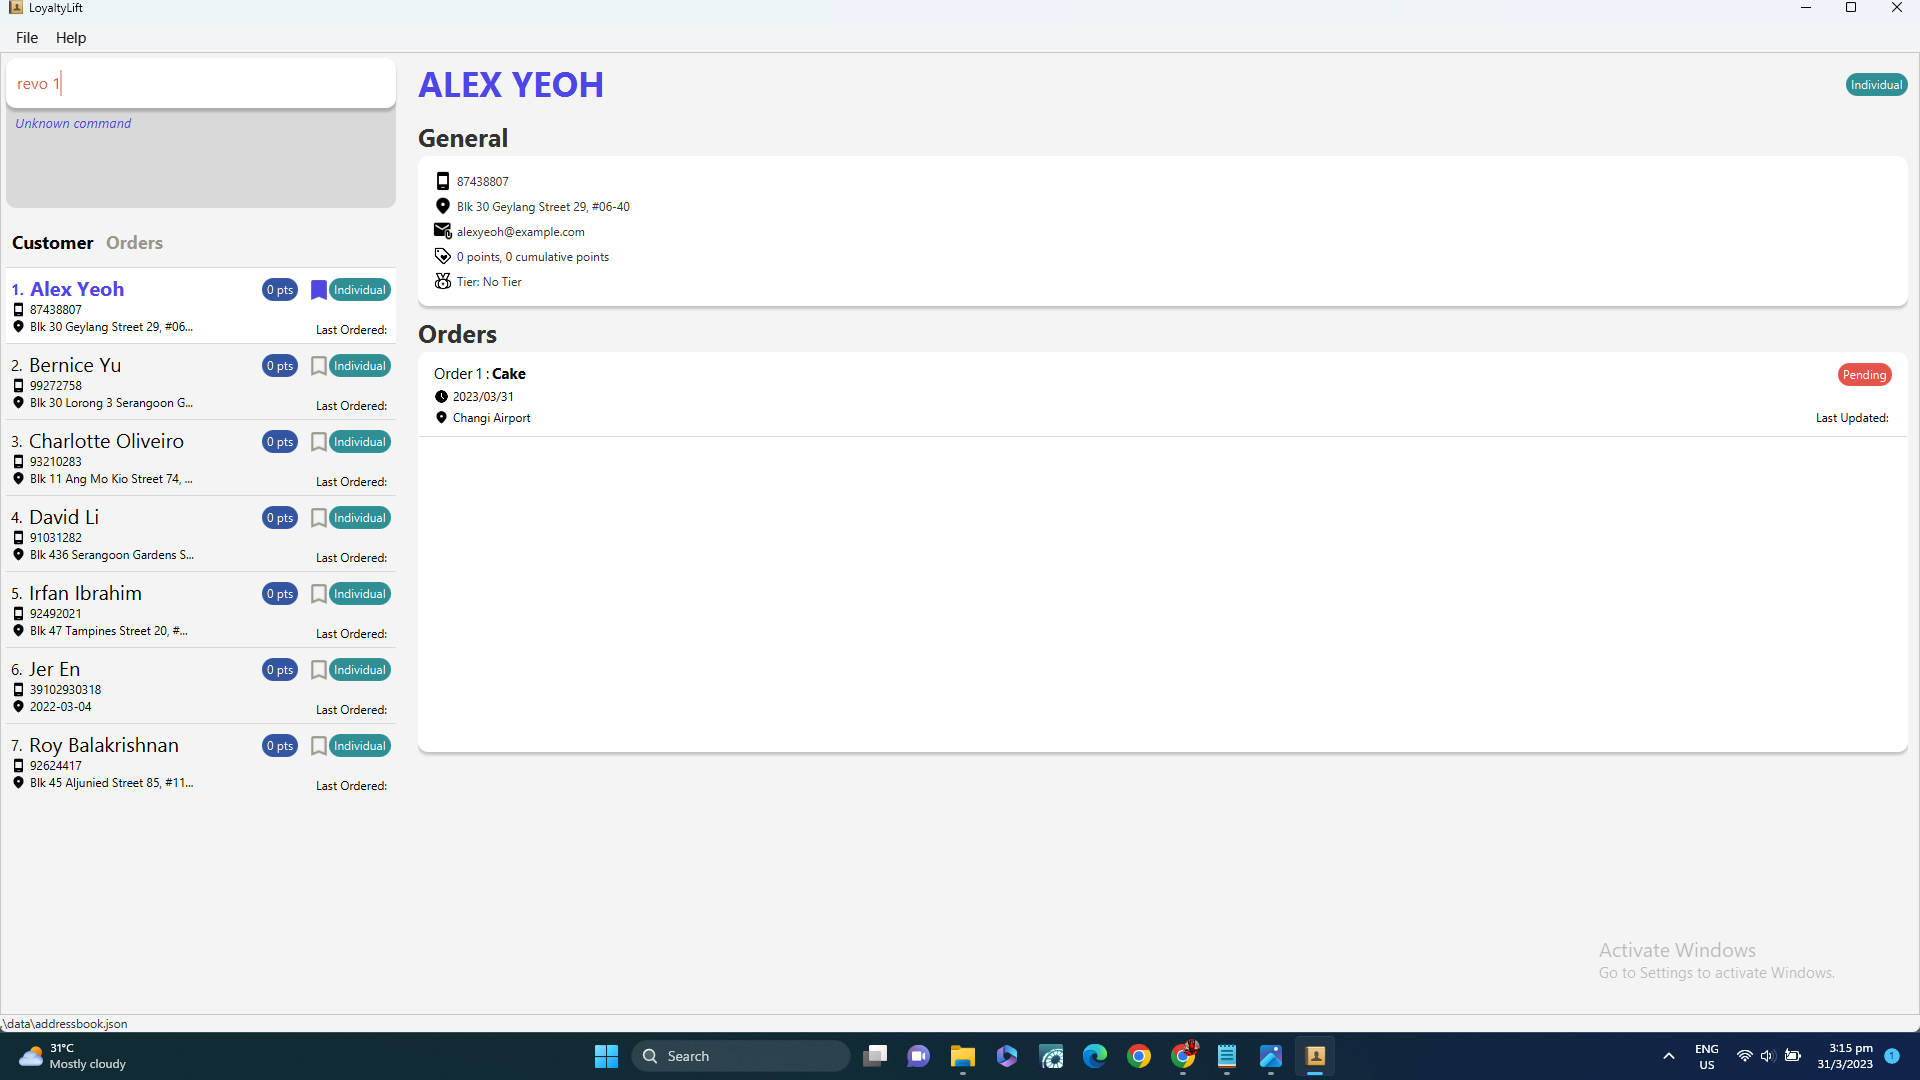 LoyaltyLift
File Help
revo 1
Unknown command
Customer Orders
1. Alex Yeoh 0 pts Individual
87438807
Blk 30 Geylang Street 29, #06...
Last Ordered:
2. Bernice Yu 0 pts Individual
99272758
Blk 30 Lorong 3 Serangoon G...
Last Ordered:
3. Charlotte Oliveiro 0 pts Individual
93210283
Blk 11 Ang Mo Kio Street 74, ...
Last Ordered:
4. David Li 0 pts Individual
91031282
Blk 436 Serangoon Gardens S...
Last Ordered:
5. Irfan Ibrahim 0 pts Individual
92492021
Blk 47 Tampines Street 20, #...
Last Ordered:
6. Jer En 0 pts Individual
39102930318
2022-03-04
Last Ordered:
7. Roy Balakrishnan 0 pts Individual
92624417
Blk 45 Aljunied Street 85, #11...
Last Ordered:
ALEX YEOH Individual
General
87438807
Blk 30 Geylang Street 29, #06-40
alexyeoh@example.com
0 points, 0 cumulative points
Tier: No Tier
Orders
Order 1 : Cake Pending
2023/03/31
Changi Airport Last Updated:
Activate Windows
Go to Settings to activate Windows.
.\data\addressbook.json
31°C
Mostly cloudy
Search
ENG
US
3:15 pm
31/3/2023
1